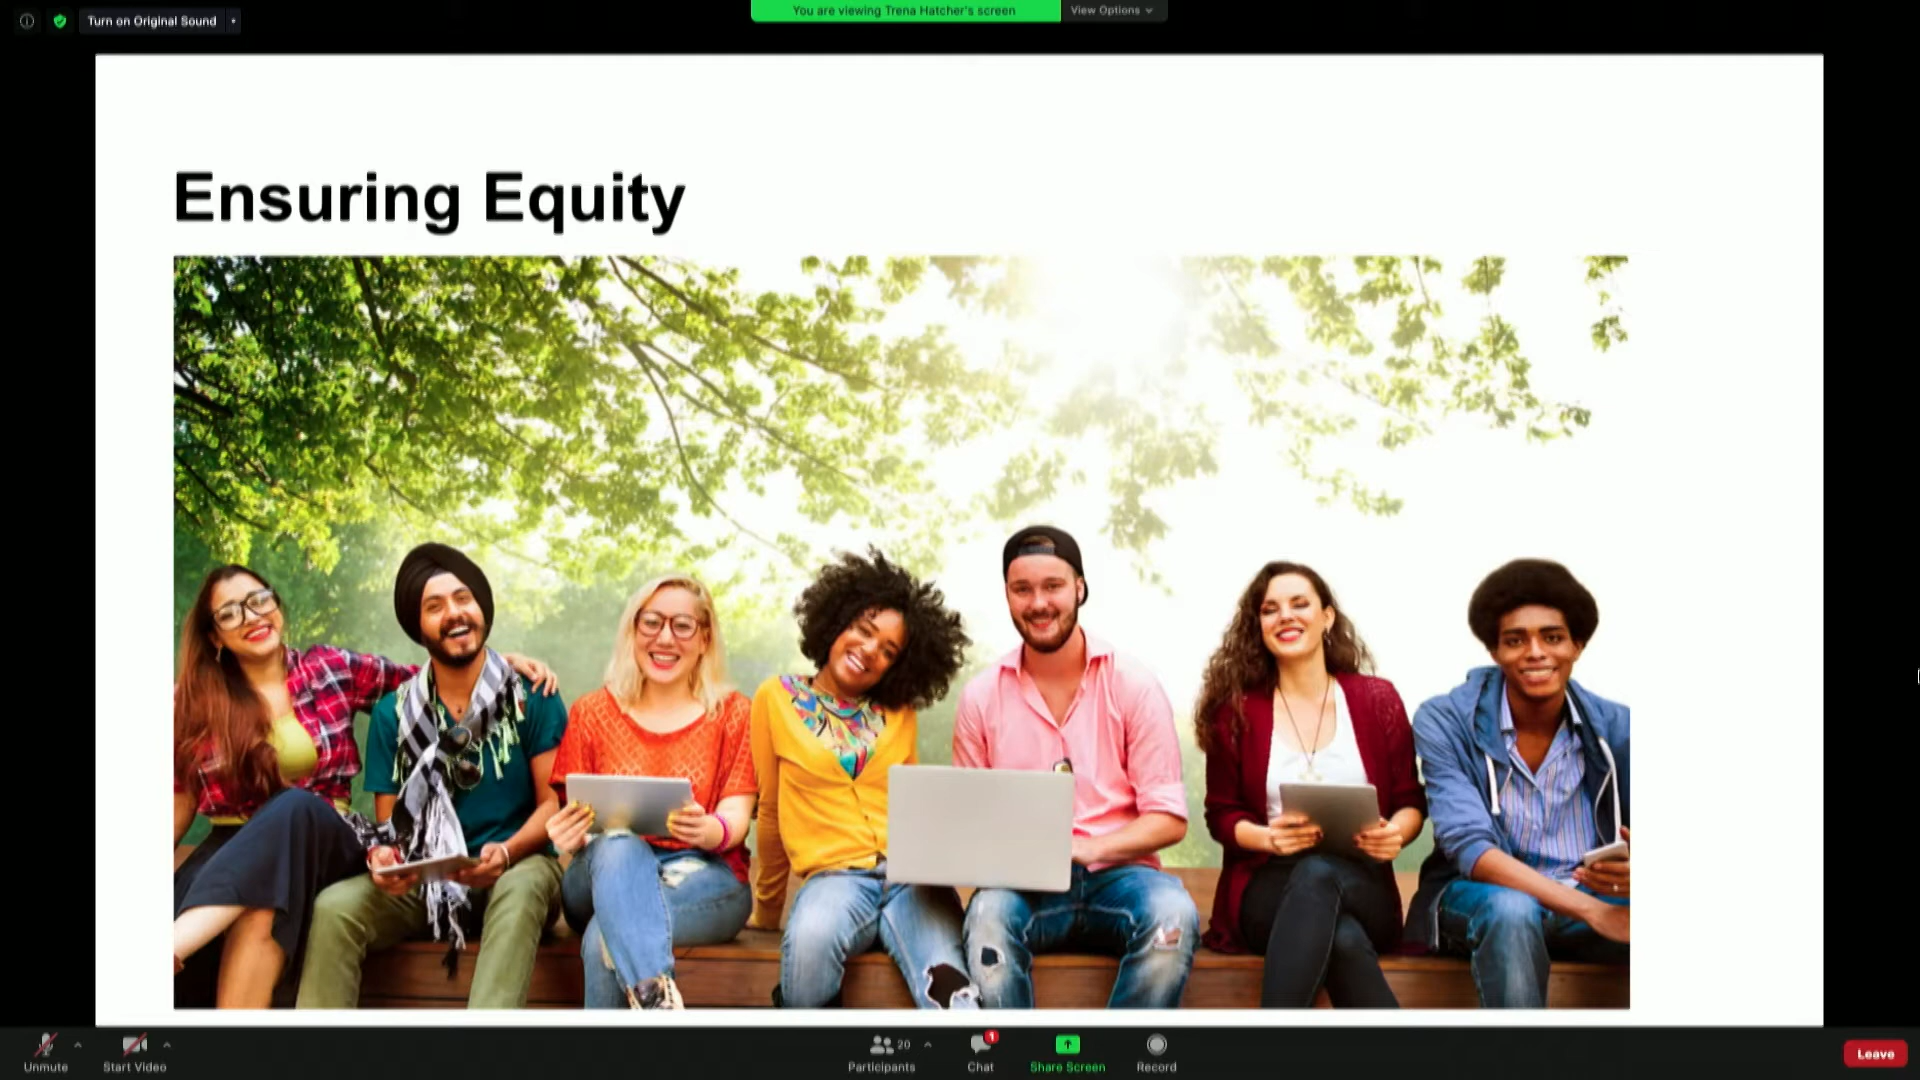 Turn on Original Sound
You are viewing Trena Hatcher's screen
View Options
Ensuring Equity
Unmute
Start Video
20
Participants
1
Chat
Share Screen
Record
Leave